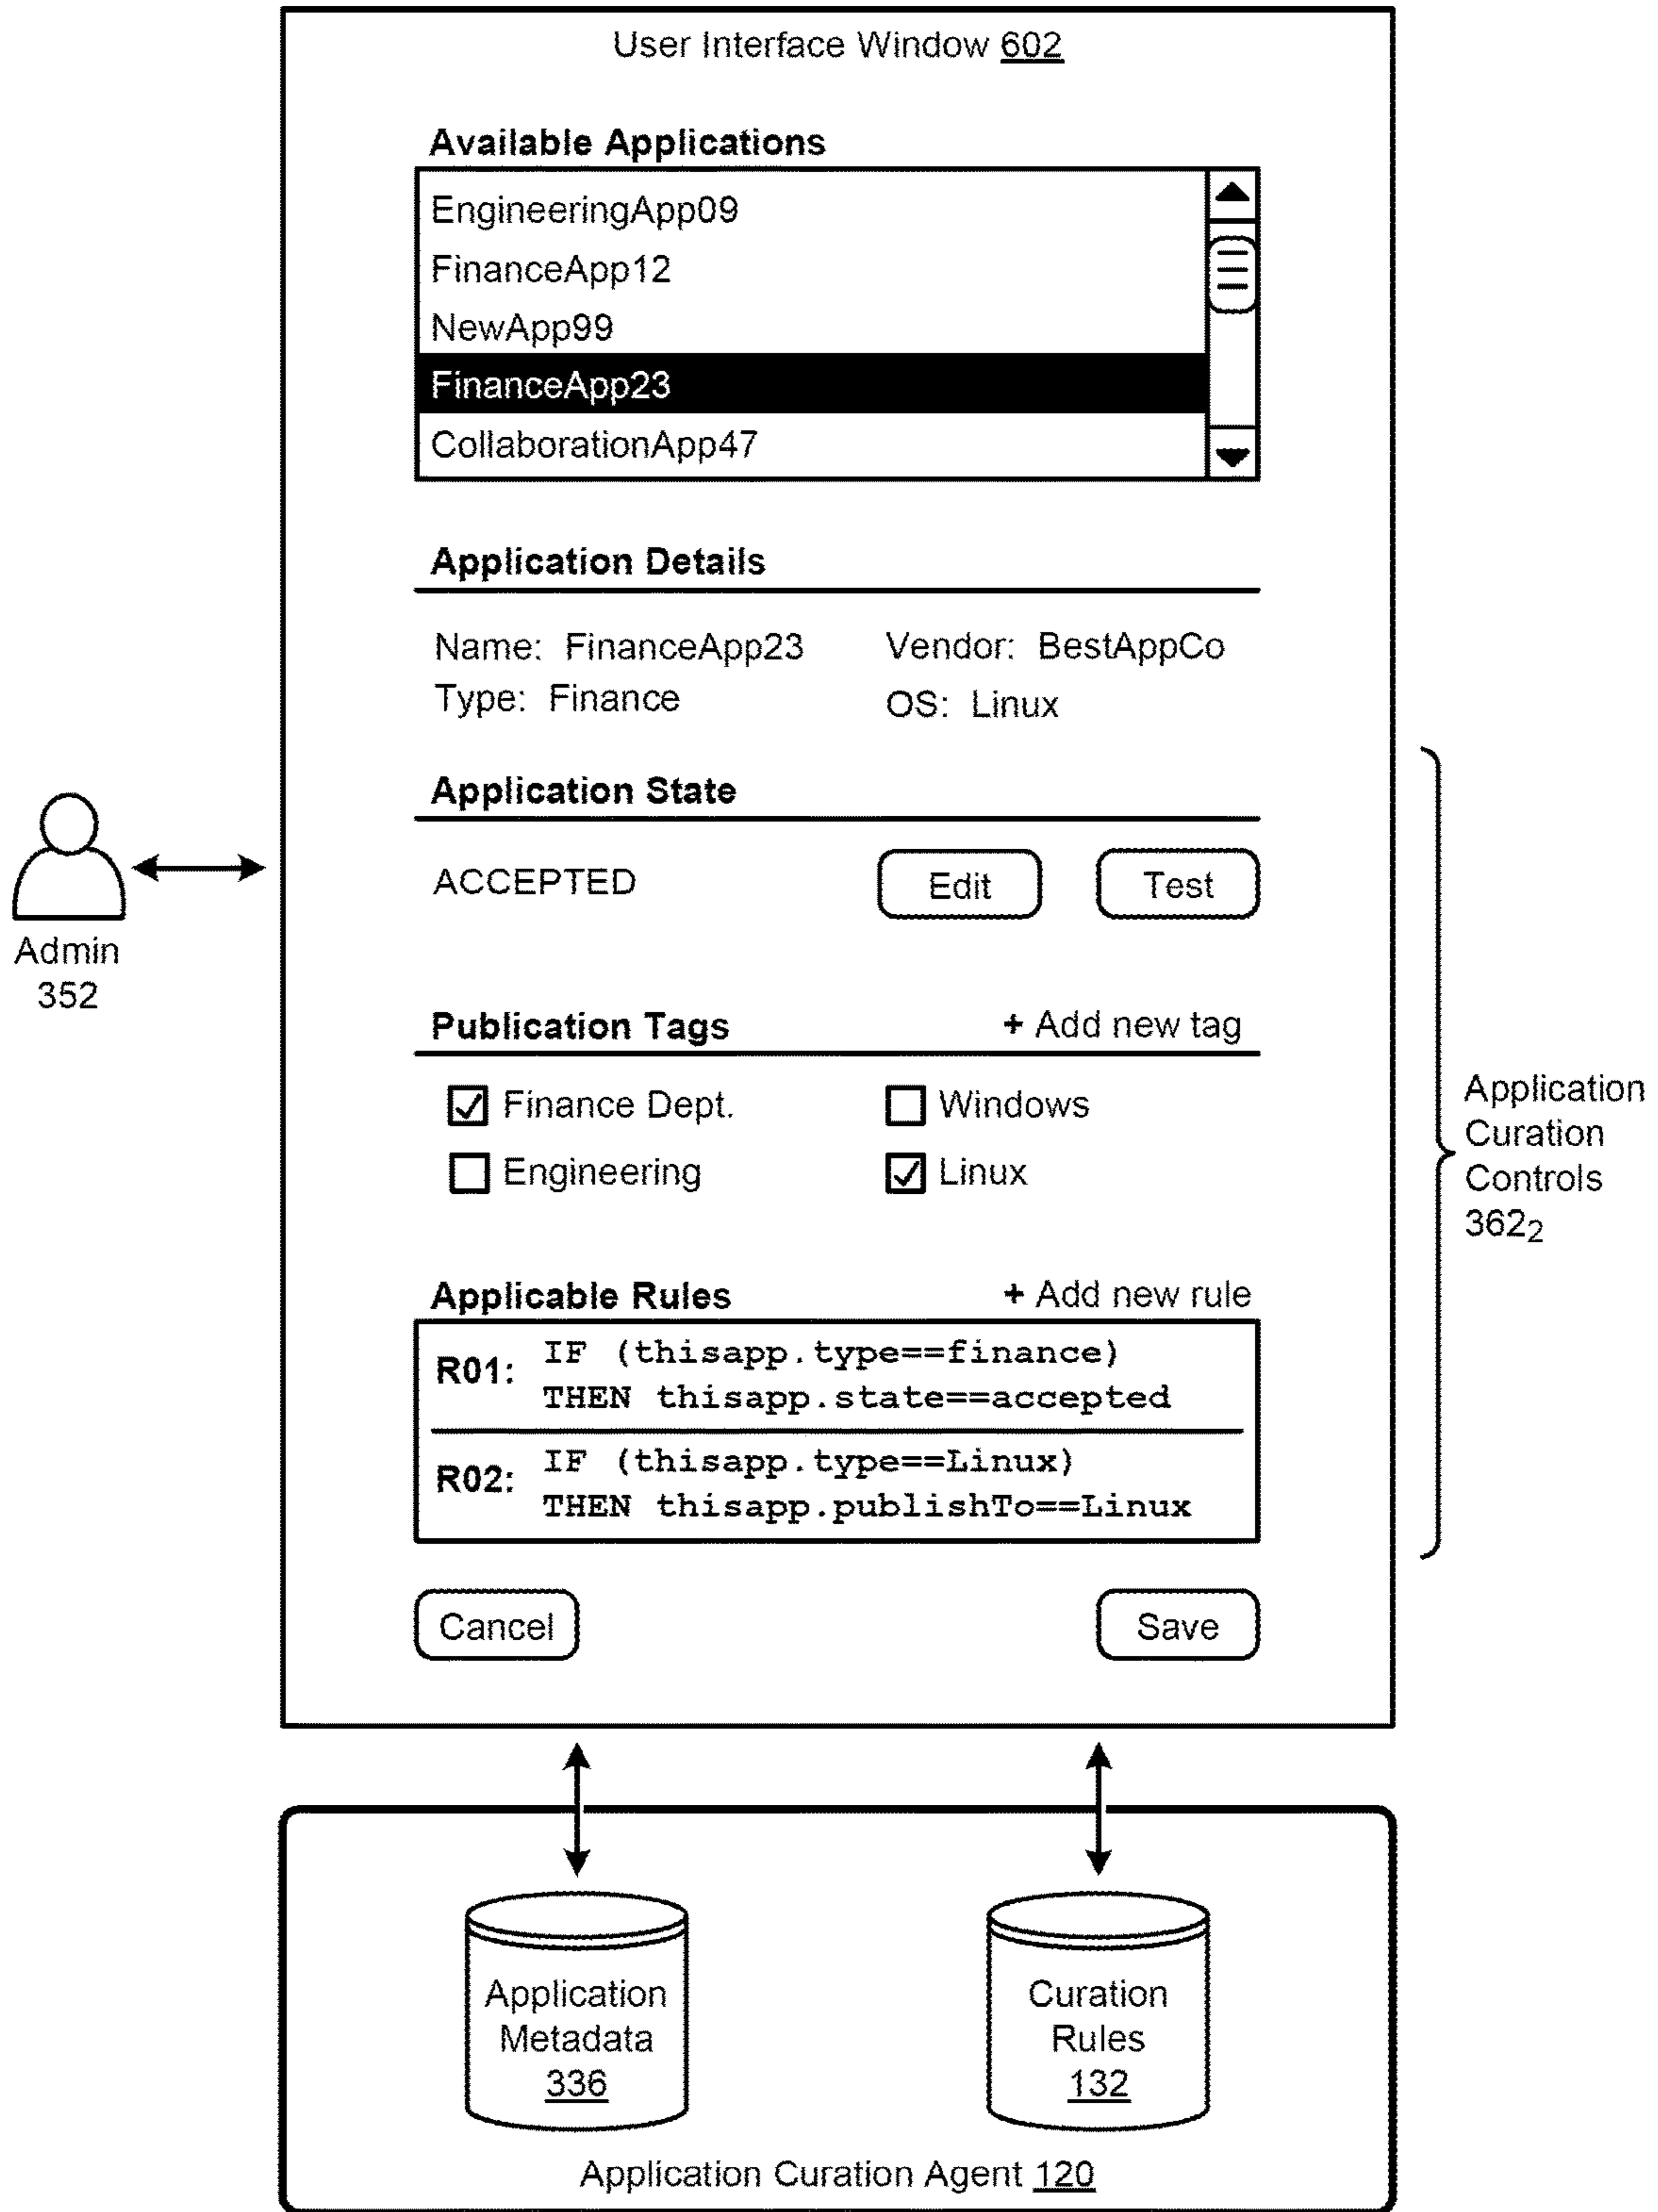 User Interface Window 602
Available Applications
EngineeringApp09
FinanceApp12
NewApp99
FinanceApp23
CollaborationApp47
Application Details
Name: FinanceApp23 Vendor: BestAppCo
Type: Finance OS: Linux
Application State
ACCEPTED Edit Test
Admin
352
Publication Tags + Add new tag
Finance Dept. Windows
Engineering Linux
Application
Curation
Controls
362₂
Applicable Rules + Add new rule
R01: IF (thisapp.type==finance)
THEN thisapp.state==accepted
R02: IF (thisapp.type==Linux)
THEN thisapp.publishTo==Linux
Cancel Save
Application
Metadata
336
Curation
Rules
132
Application Curation Agent 120